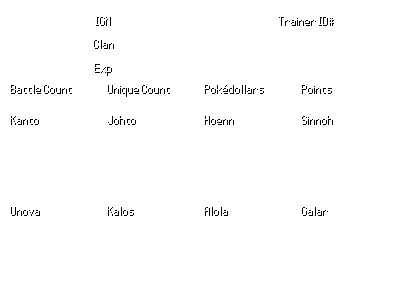 IGN Trainer ID#
Clan
Exp
Battle Count Unique Count Pokédollars Points
Kanto Johto Hoenn Sinnoh
Unova Kalos Alola Galar